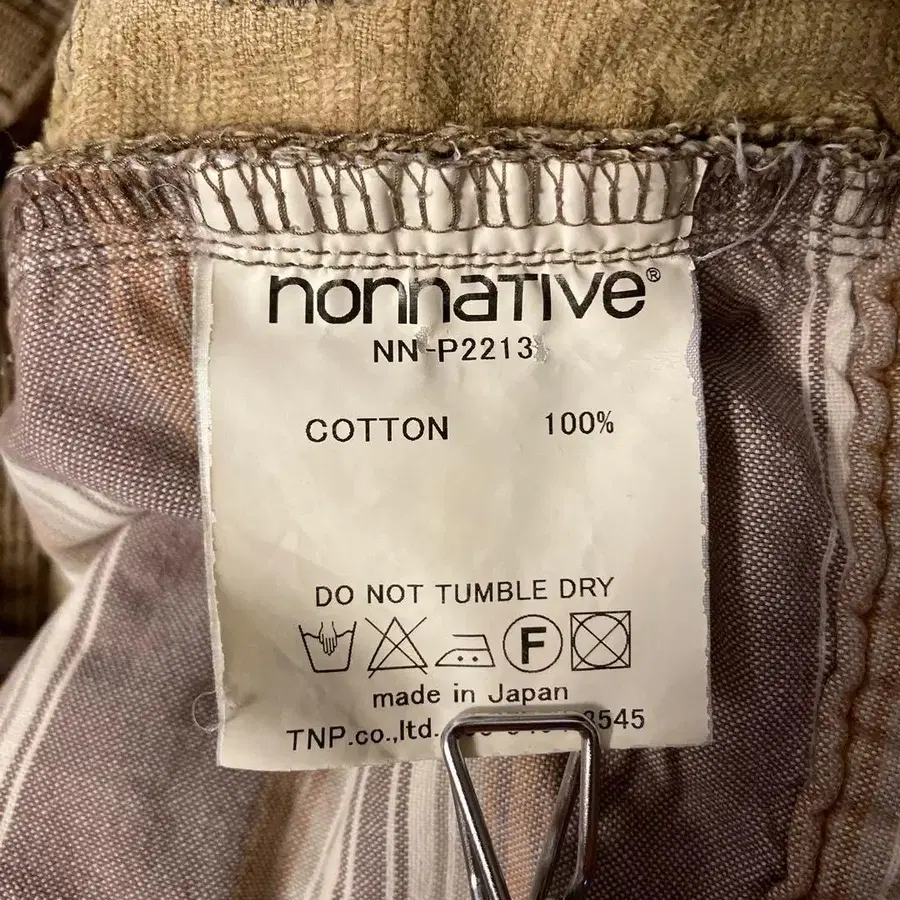 nonnative®
NN-P2213
COTTON 100%
DO NOT TUMBLE DRY
F
made in Japan
TNP.co.,ltd.